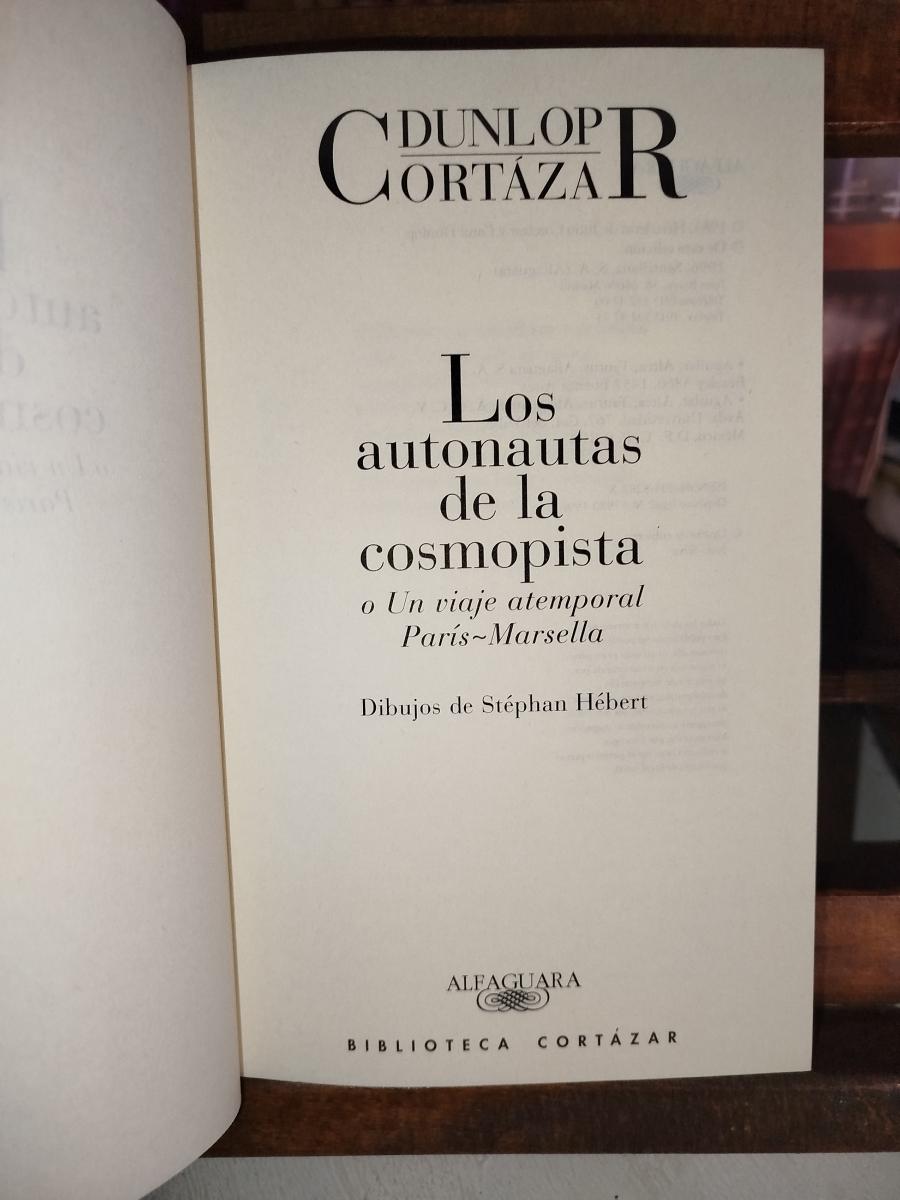 DUNLOP
CORTÁZAR
Los
autonautas
de la
cosmopista
o Un viaje atemporal
París~Marsella
Dibujos de Stéphan Hébert
ALFAGUARA
BIBLIOTECA CORTÁZAR